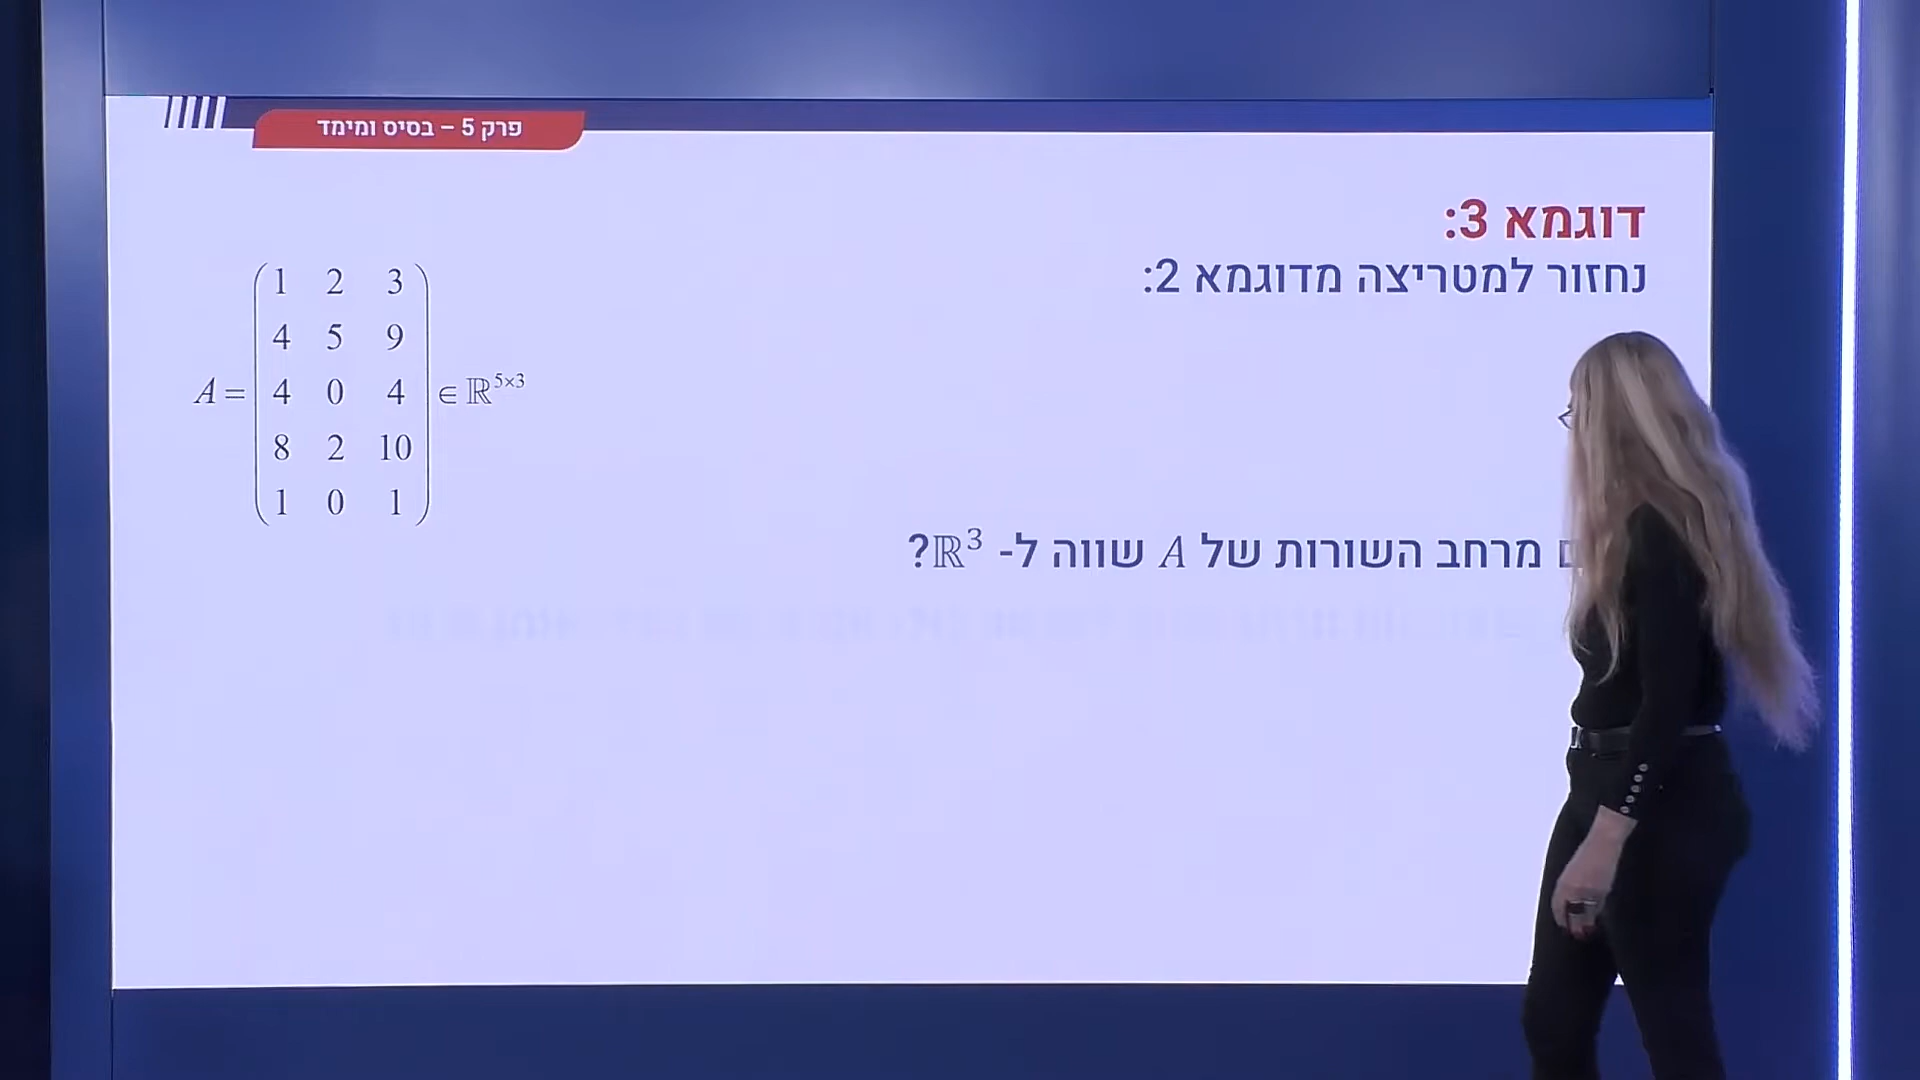 פרק 5 – בסיס ומימד
דוגמא 3:
נחזור למטריצה מדוגמא 2:
1 2 3
4 5 9
A = 4 0 4 ∈ ℝ^{5×3}
8 2 10
1 0 1
מרחב השורות של A שווה ל- ℝ³?